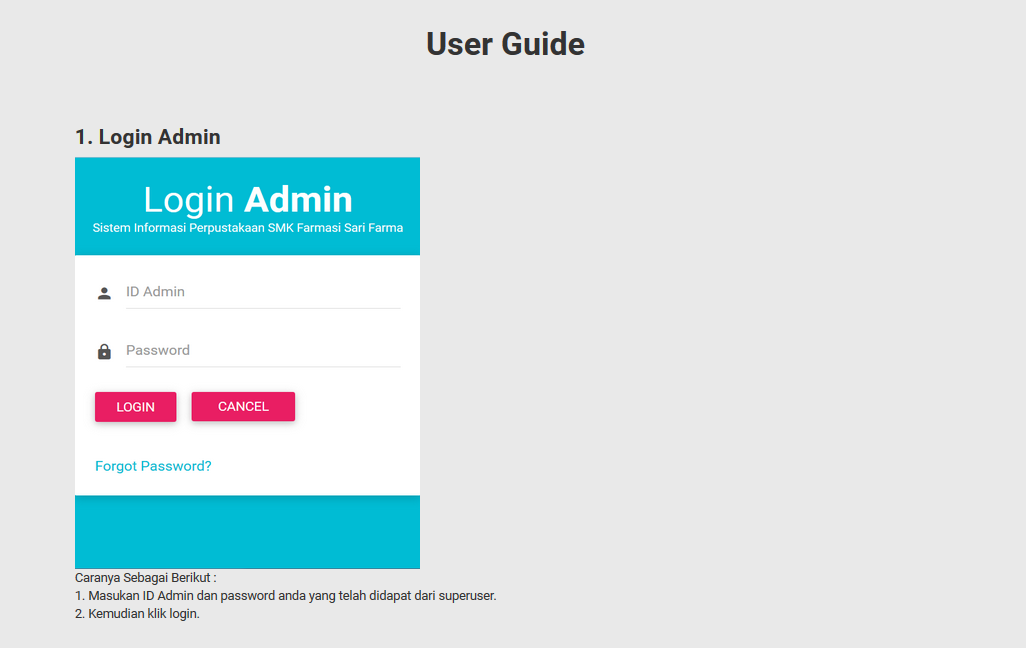 User Guide
1. Login Admin
Login Admin
Sistem Informasi Perpustakaan SMK Farmasi Sari Farma
ID Admin
Password
LOGIN CANCEL
Forgot Password?
Caranya Sebagai Berikut :
1. Masukan ID Admin dan password anda yang telah didapat dari superuser.
2. Kemudian klik login.